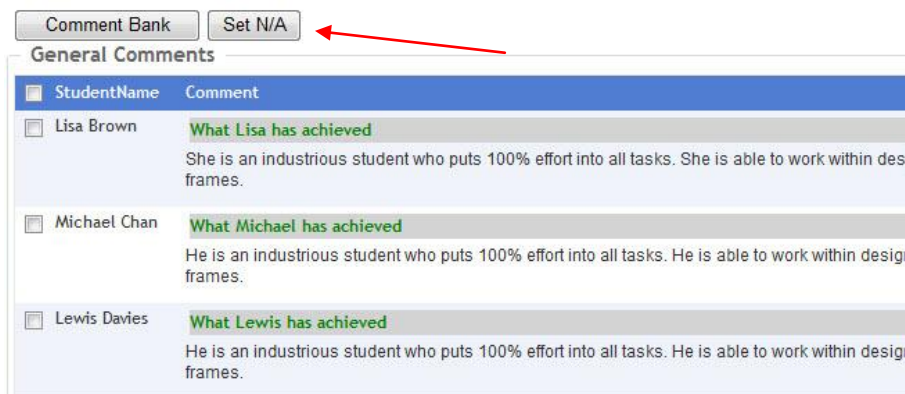 Comment Bank Set N/A
General Comments
StudentName Comment
Lisa Brown What Lisa has achieved
She is an industrious student who puts 100% effort into all tasks. She is able to work within des
frames.
Michael Chan What Michael has achieved
He is an industrious student who puts 100% effort into all tasks. He is able to work within desig
frames.
Lewis Davies What Lewis has achieved
He is an industrious student who puts 100% effort into all tasks. He is able to work within desig
frames.